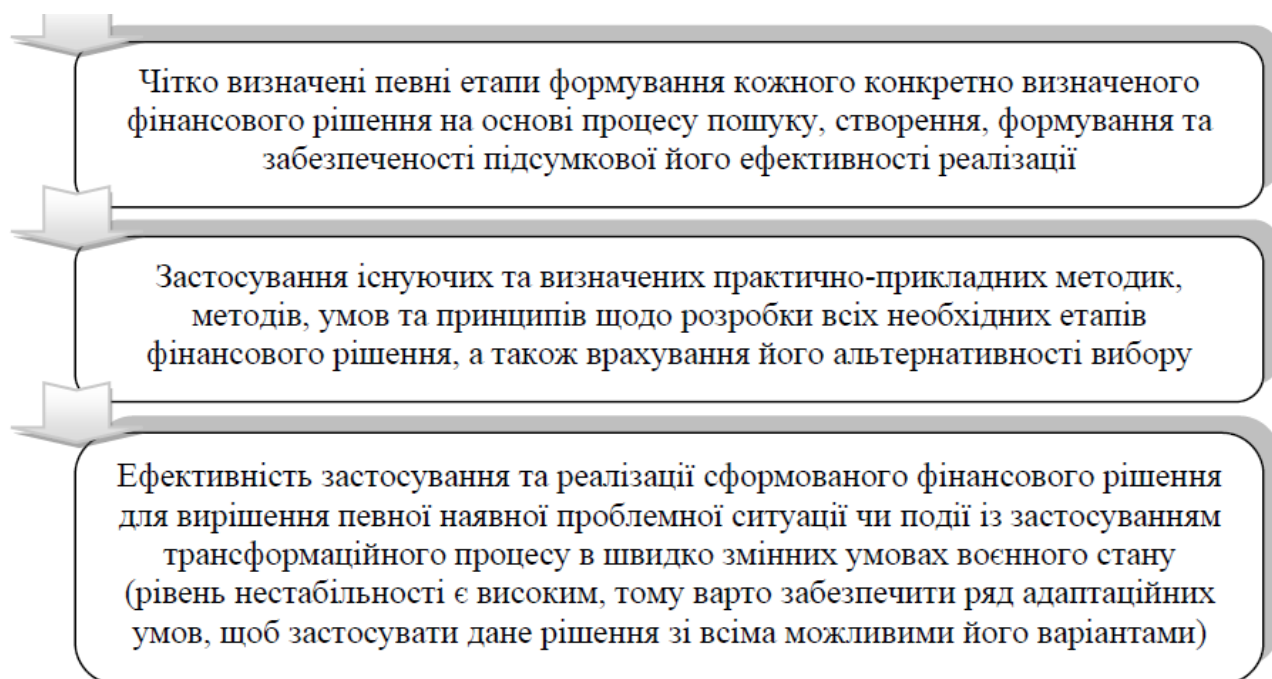 Чітко визначені певні етапи формування кожного конкретно визначеного
фінансового рішення на основі процесу пошуку, створення, формування та
забезпеченості підсумкової його ефективності реалізації
Застосування існуючих та визначених практично-прикладних методик,
методів, умов та принципів щодо розробки всіх необхідних етапів
фінансового рішення, а також врахування його альтернативності вибору
Ефективність застосування та реалізації сформованого фінансового рішення
для вирішення певної наявної проблемної ситуації чи події із застосуванням
трансформаційного процесу в швидко змінних умовах воєнного стану
(рівень нестабільності є високим, тому варто забезпечити ряд адаптаційних
умов, щоб застосувати дане рішення зі всіма можливими його варіантами)